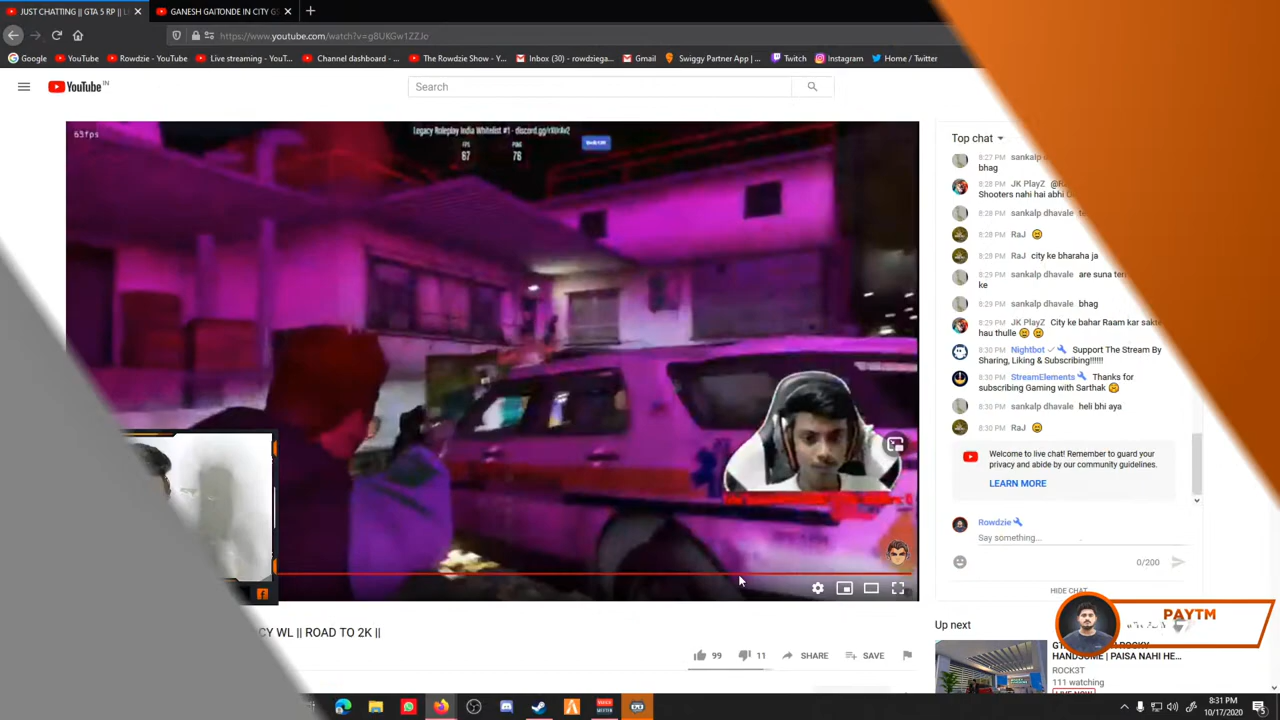 JUST CHATTING || GTA 5 RP || L
GANESH GAITONDE IN CITY GS
https://www.youtube.com/watch?v=g8UKGw1ZZJo
Google
YouTube
Rowdzie - YouTube
Live streaming - YouT...
Channel dashboard - ...
The Rowdzie Show - Y...
Inbox (30) - rowdziega...
Gmail
Swiggy Partner App | ...
Twitch
Instagram
Home / Twitter
YouTube IN
Search
63fps
Legacy Roleplay India Whitelist #1 -
FPS
67
PING
76
Top chat
8:27 PM sankalp
bhag
8:28 PM JK PlayZ
Shooters nahi hai abhi
8:28 PM sankalp dhavale
8:28 PM RaJ
8:29 PM RaJ city ke bharaha ja
8:29 PM sankalp dhavale are suna
ke
8:29 PM sankalp dhavale bhag
8:29 PM JK PlayZ City ke bahar Raam kar sakte
hau thulle
8:30 PM Nightbot Support The Stream By
Sharing, Liking & Subscribing!!!!!!
8:30 PM StreamElements Thanks for
subscribing Gaming with Sarthak
8:30 PM sankalp dhavale heli bhi aya
8:30 PM RaJ
Welcome to live chat! Remember to guard your
privacy and abide by our community guidelines.
LEARN MORE
Rowdzie
Say something...
0/200
HIDE CHAT
CY WL || ROAD TO 2K ||
99
11
SHARE
SAVE
Up next
PAYTM
HANDSOME | PAISA NAHI HE...
ROCK3T
111 watching
LIVE NOW
8:31 PM
10/17/2020
5